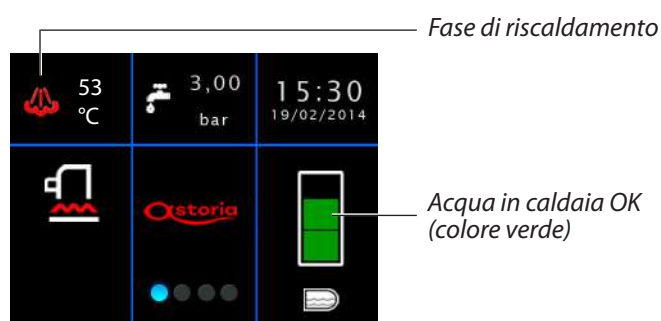 Fase di riscaldamento
53
°C
3,00
bar
15:30
19/02/2014
astoria
Acqua in caldaia OK
(colore verde)